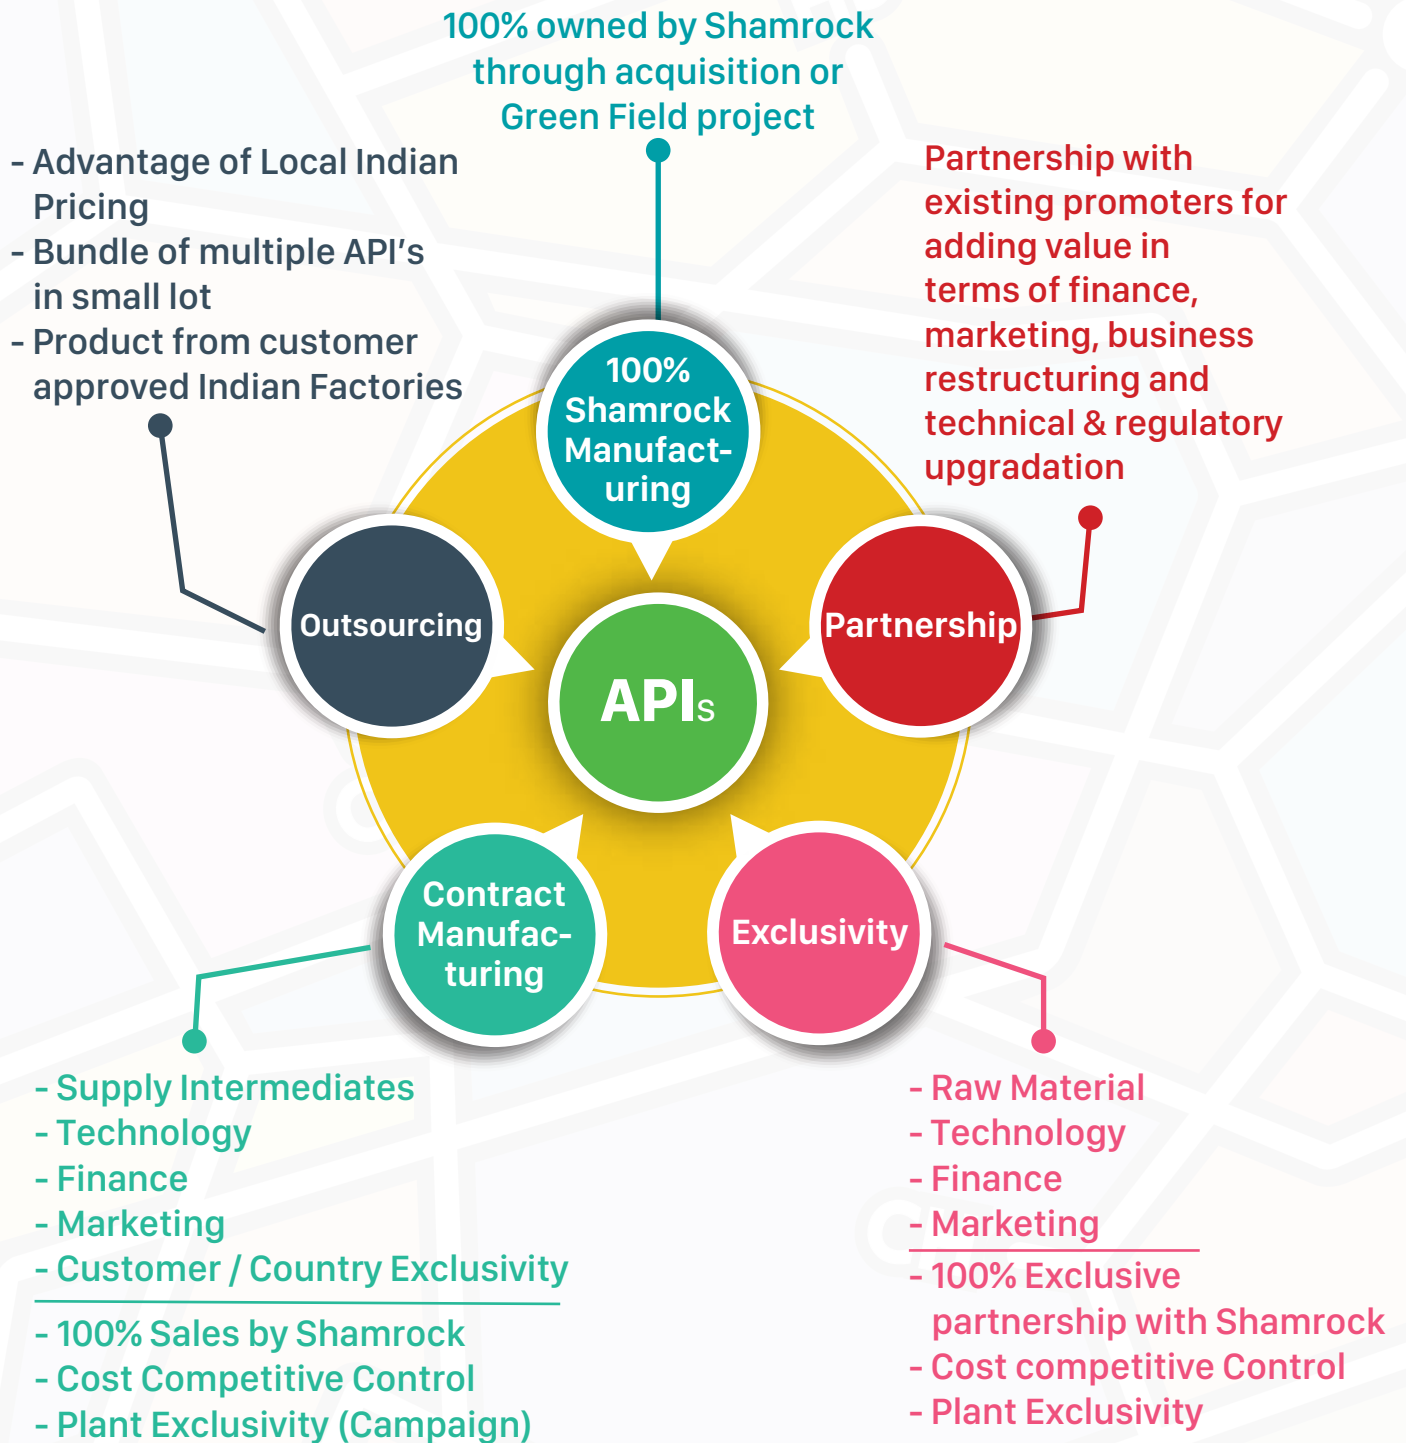 100% owned by Shamrock
through acquisition or
Green Field project
- Advantage of Local Indian
Pricing
- Bundle of multiple API's
in small lot
- Product from customer
approved Indian Factories
Partnership with
existing promoters for
adding value in
terms of finance,
marketing, business
restructuring and
technical & regulatory
upgradation
100%
Shamrock
Manufact-
uring
Outsourcing
Partnership
APIs
Contract
Manufac-
turing
Exclusivity
- Supply Intermediates
- Technology
- Finance
- Marketing
- Customer / Country Exclusivity
- 100% Sales by Shamrock
- Cost Competitive Control
- Plant Exclusivity (Campaign)
- Raw Material
- Technology
- Finance
- Marketing
- 100% Exclusive
partnership with Shamrock
- Cost competitive Control
- Plant Exclusivity